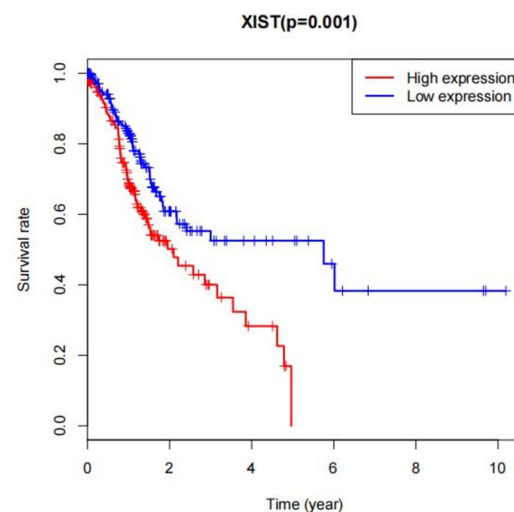 XIST(p=0.001)
High expression
Low expression
Survival rate
1.0
0.8
0.6
0.4
0.2
0.0
0 2 4 6 8 10
Time (year)